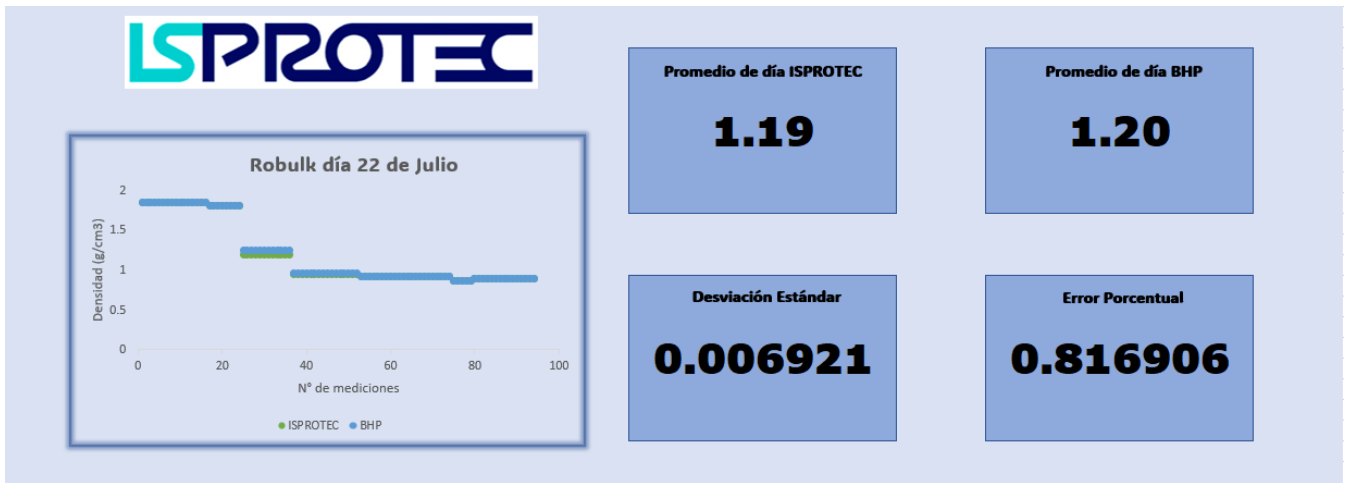 ISPROTEC
Promedio de día ISPROTEC
1.19
Promedio de día BHP
1.20
Robulk día 22 de Julio
Densidad (g/cm3)
2
1.5
1
0.5
0
0 20 40 60 80 100
N° de mediciones
ISPROTEC BHP
Desviación Estándar
0.006921
Error Porcentual
0.816906